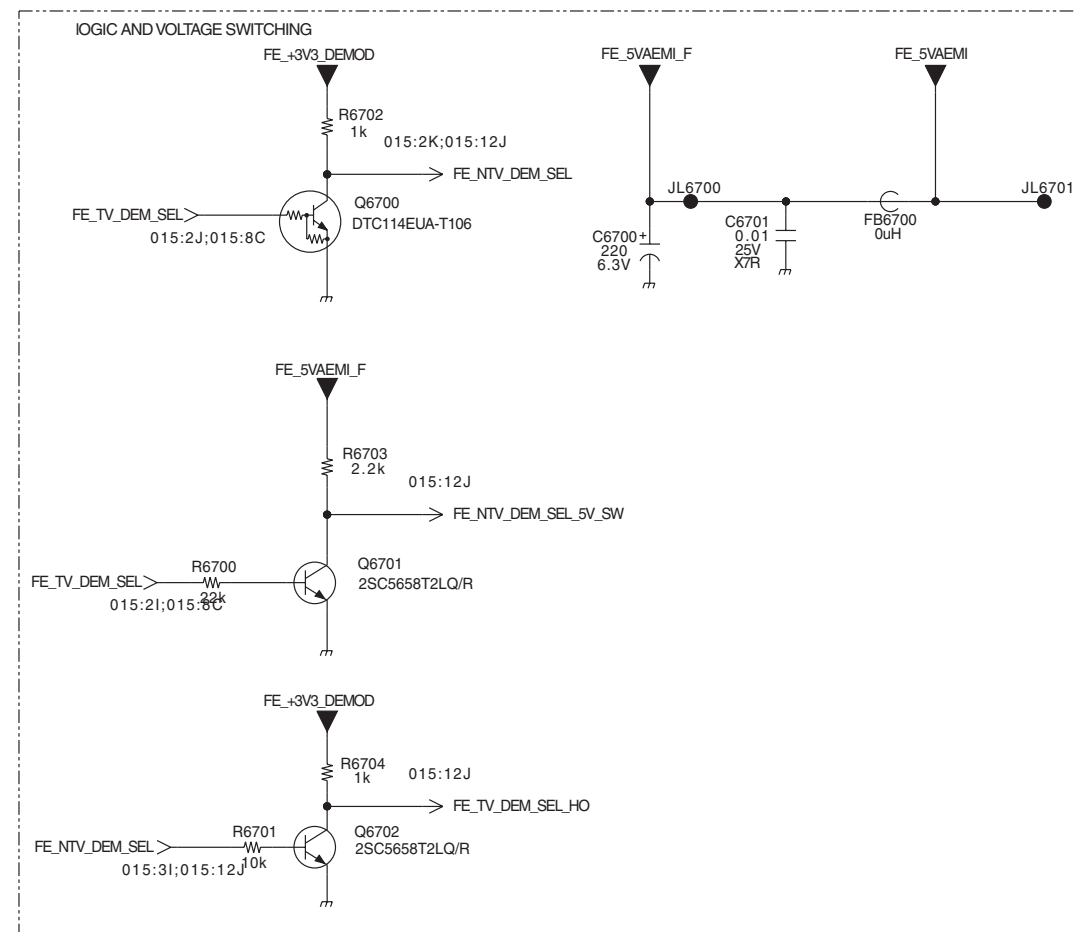 lOGIC AND VOLTAGE SWITCHING
FE_+3V3_DEMOD
R6702
1k
015:2K;015:12J
FE_NTV_DEM_SEL
Q6700
DTC114EUA-T106
FE_TV_DEM_SEL
015:2J;015:8C
FE_5VAEMI_F
FE_5VAEMI
JL6700
JL6701
C6700+
220
6.3V
C6701
0.01
25V
X7R
FB6700
0uH
FE_5VAEMI_F
R6703
2.2k
015:12J
FE_NTV_DEM_SEL_5V_SW
Q6701
2SC5658T2LQ/R
R6700
FE_TV_DEM_SEL
22k
015:2I;015:8C
FE_+3V3_DEMOD
R6704
1k
015:12J
FE_TV_DEM_SEL_HO
Q6702
2SC5658T2LQ/R
R6701
FE_NTV_DEM_SEL
10k
015:3I;015:12J